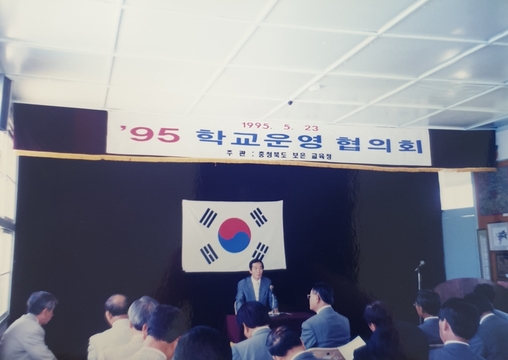 1995. 5. 23
'95 학교운영 협의회
주 관 : 충청북도 보은 교육청